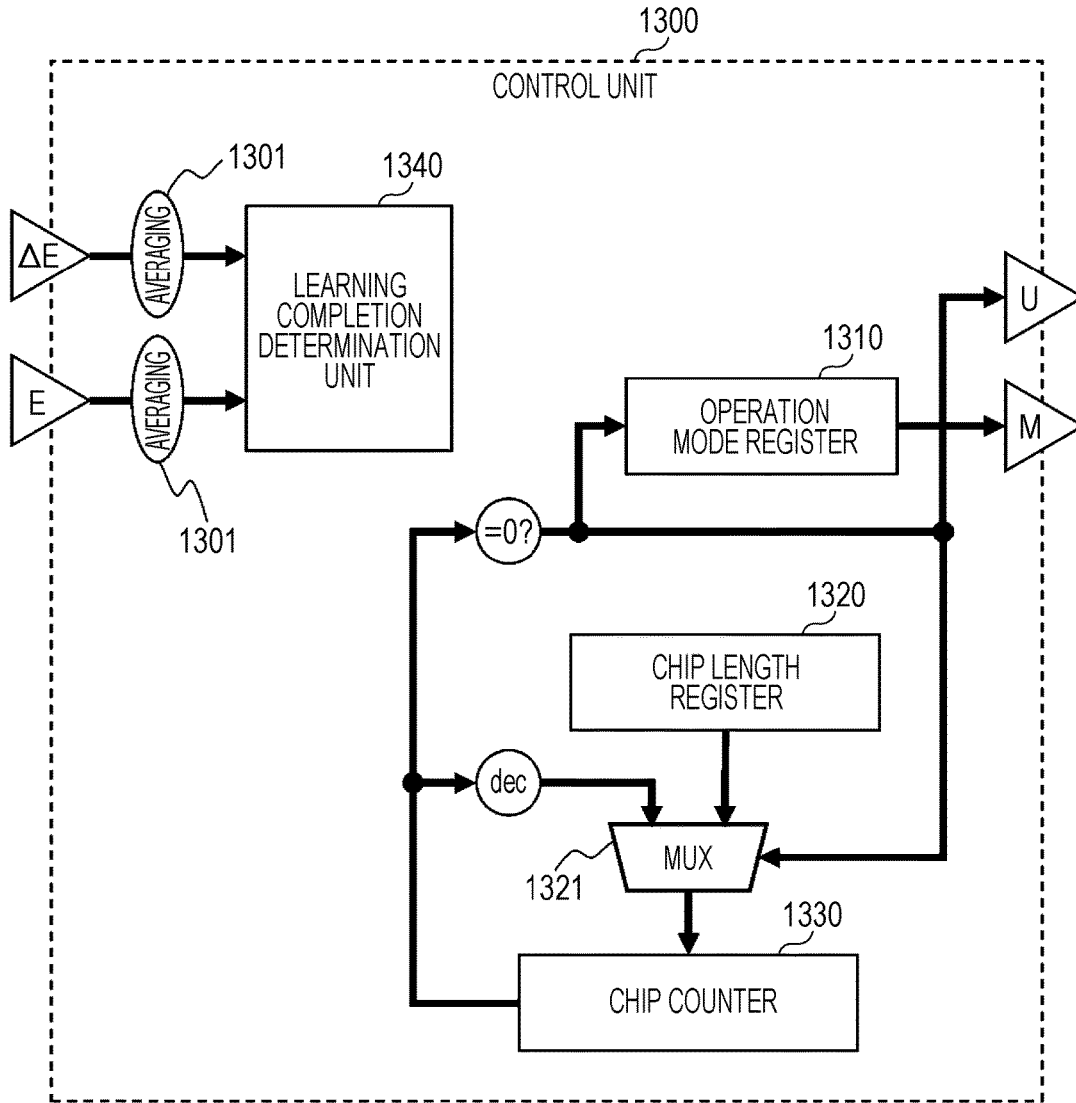 1300
CONTROL UNIT
1301
1340
ΔE
AVERAGING
LEARNING
COMPLETION
DETERMINATION
UNIT
U
E
AVERAGING
1310
OPERATION
MODE REGISTER
M
1301
=0?
1320
CHIP LENGTH
REGISTER
dec
MUX
1321
1330
CHIP COUNTER